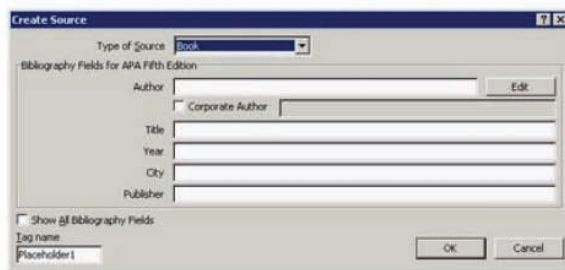 Create Source
Type of Source Book
Bibliography Fields for APA Fifth Edition
Author Edit
Corporate Author
Title
Year
City
Publisher
Show All Bibliography Fields
Tag name
Placeholder1 OK Cancel